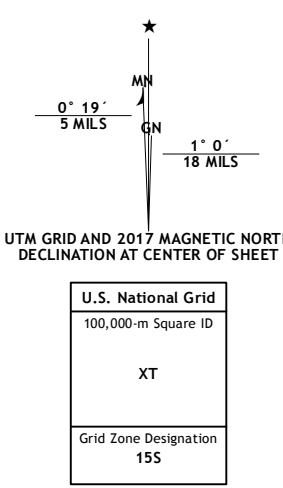 MN
0° 19´
5 MILS
GN
1° 0´
18 MILS
UTM GRID AND 2017 MAGNETIC NORT
DECLINATION AT CENTER OF SHEET
U.S. National Grid
100,000-m Square ID
XT
Grid Zone Designation
15S